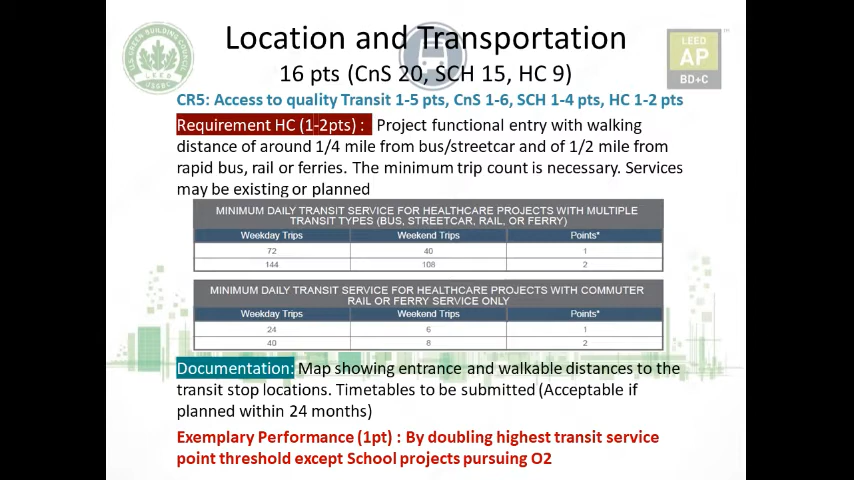 Location and Transportation
16 pts (CnS 20, SCH 15, HC 9)
U.S. GREEN BUILDING COUNCIL
LEED
USGBC
LEED
AP
BD+C
CR5: Access to quality Transit 1-5 pts, CnS 1-6, SCH 1-4 pts, HC 1-2 pts
Requirement HC (1-2pts) : Project functional entry with walking
distance of around 1/4 mile from bus/streetcar and of 1/2 mile from
rapid bus, rail or ferries. The minimum trip count is necessary. Services
may be existing or planned
MINIMUM DAILY TRANSIT SERVICE FOR HEALTHCARE PROJECTS WITH MULTIPLE
TRANSIT TYPES (BUS, STREETCAR, RAIL, OR FERRY)
Weekday Trips Weekend Trips Points*
72 40 1
144 108 2
MINIMUM DAILY TRANSIT SERVICE FOR HEALTHCARE PROJECTS WITH COMMUTER
RAIL OR FERRY SERVICE ONLY
Weekday Trips Weekend Trips Points*
24 6 1
40 8 2
Documentation: Map showing entrance and walkable distances to the
transit stop locations. Timetables to be submitted (Acceptable if
planned within 24 months)
Exemplary Performance (1pt) : By doubling highest transit service
point threshold except School projects pursuing O2